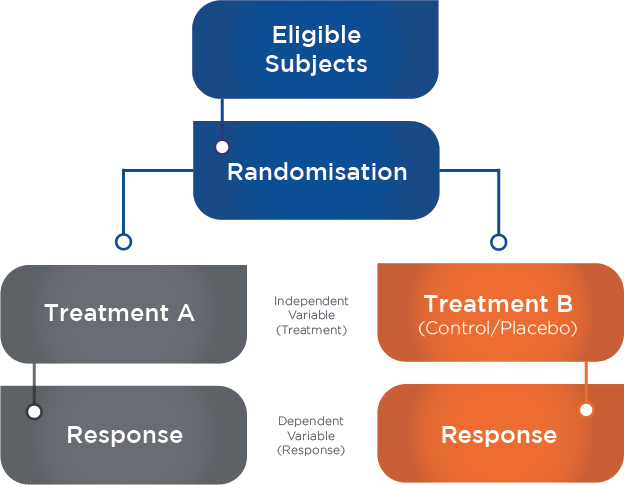 Eligible
Subjects
Randomisation
Treatment A
Independent
Variable
(Treatment)
Treatment B
(Control/Placebo)
Response
Dependent
Variable
(Response)
Response